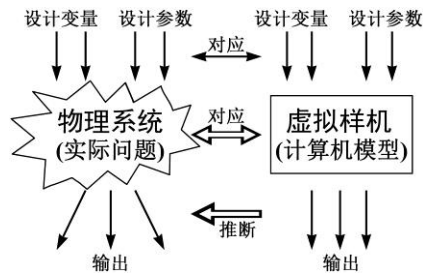 设计变量 设计参数 设计变量 设计参数
对应
物理系统
(实际问题)
对应
虚拟样机
(计算机模型)
推断
输出
输出